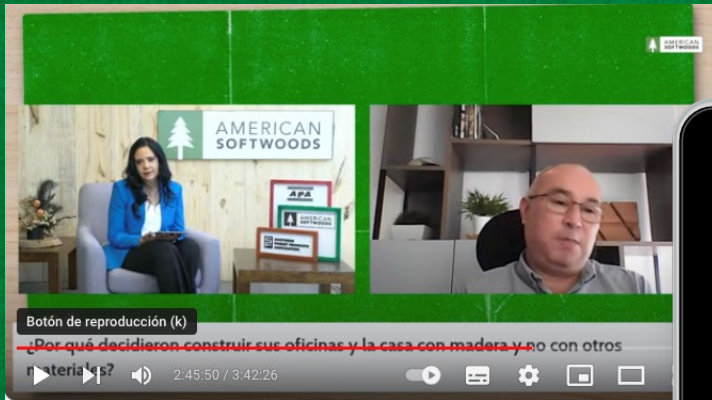 AMERICAN
SOFTWOODS
AMERICAN
SOFTWOODS
APA
AMERICAN
SOFTWOODS
Botón de reproducción (k)
¿Por qué decidieron construir sus oficinas y la casa con madera y no con otros
materiales?
2:45:50 / 3:42:26